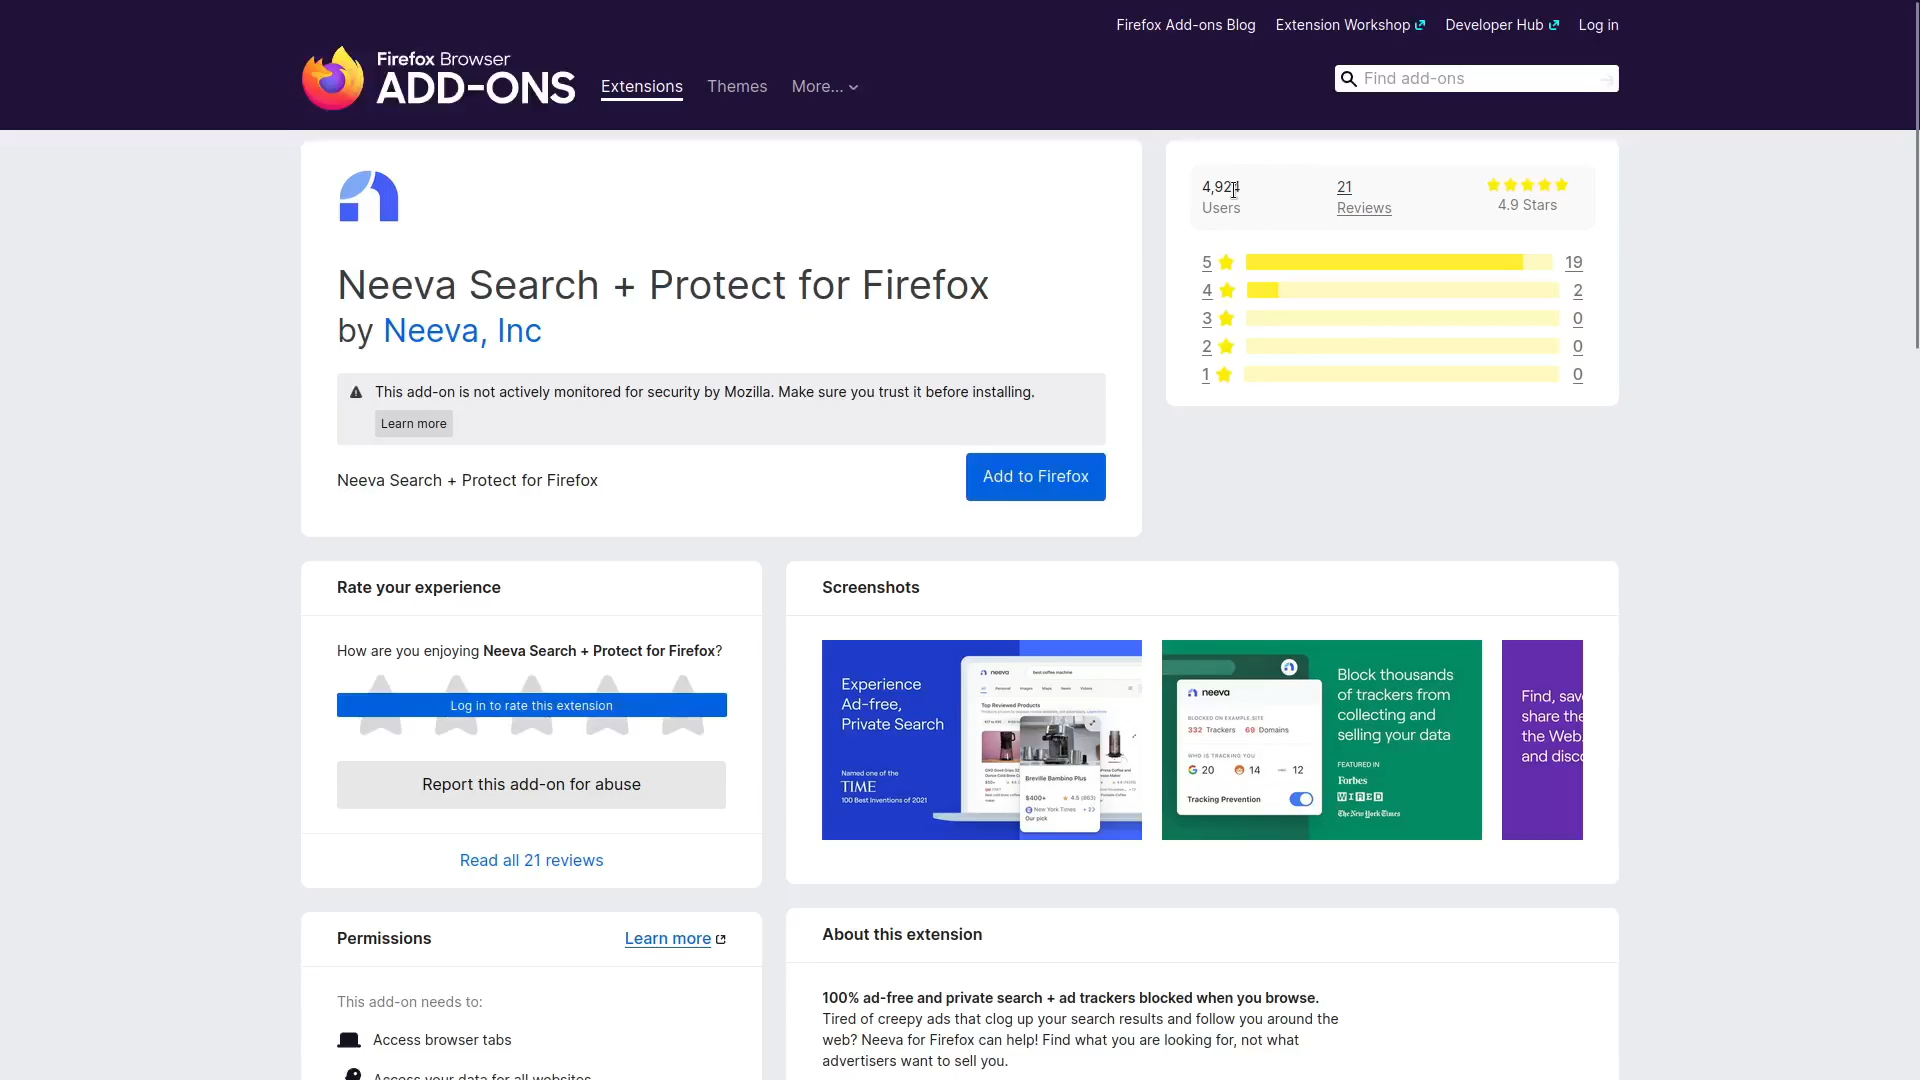 Firefox Add-ons Blog Extension Workshop Developer Hub Log in
Firefox Browser
ADD-ONS
Extensions Themes More...
Find add-ons
Neeva Search + Protect for Firefox
by Neeva, Inc
This add-on is not actively monitored for security by Mozilla. Make sure you trust it before installing.
Learn more
Neeva Search + Protect for Firefox
Add to Firefox
4,924
Users
21
Reviews
4.9 Stars
5 19
4 2
3 0
2 0
1 0
Rate your experience
How are you enjoying Neeva Search + Protect for Firefox?
Log in to rate this extension
Report this add-on for abuse
Read all 21 reviews
Screenshots
Experience
Ad-free,
Private Search
Named one of the
TIME
100 Best Inventions of 2021
neeva
best coffee machine
Top Reviewed Products
Breville Bambino Plus
$400+ 4.5 (863)
New York Times
Our pick
neeva
BLOCKED ON EXAMPLE.SITE
332 Trackers 69 Domains
WHO IS TRACKING YOU
20 14 12
Tracking Prevention
Block thousands
of trackers from
collecting and
selling your data
FEATURED IN
Forbes
WIRED
The New York Times
Find, sav
share the
the Web.
and disc
Permissions
Learn more
This add-on needs to:
Access browser tabs
Access your data for all websites
About this extension
100% ad-free and private search + ad trackers blocked when you browse.
Tired of creepy ads that clog up your search results and follow you around the
web? Neeva for Firefox can help! Find what you are looking for, not what
advertisers want to sell you.